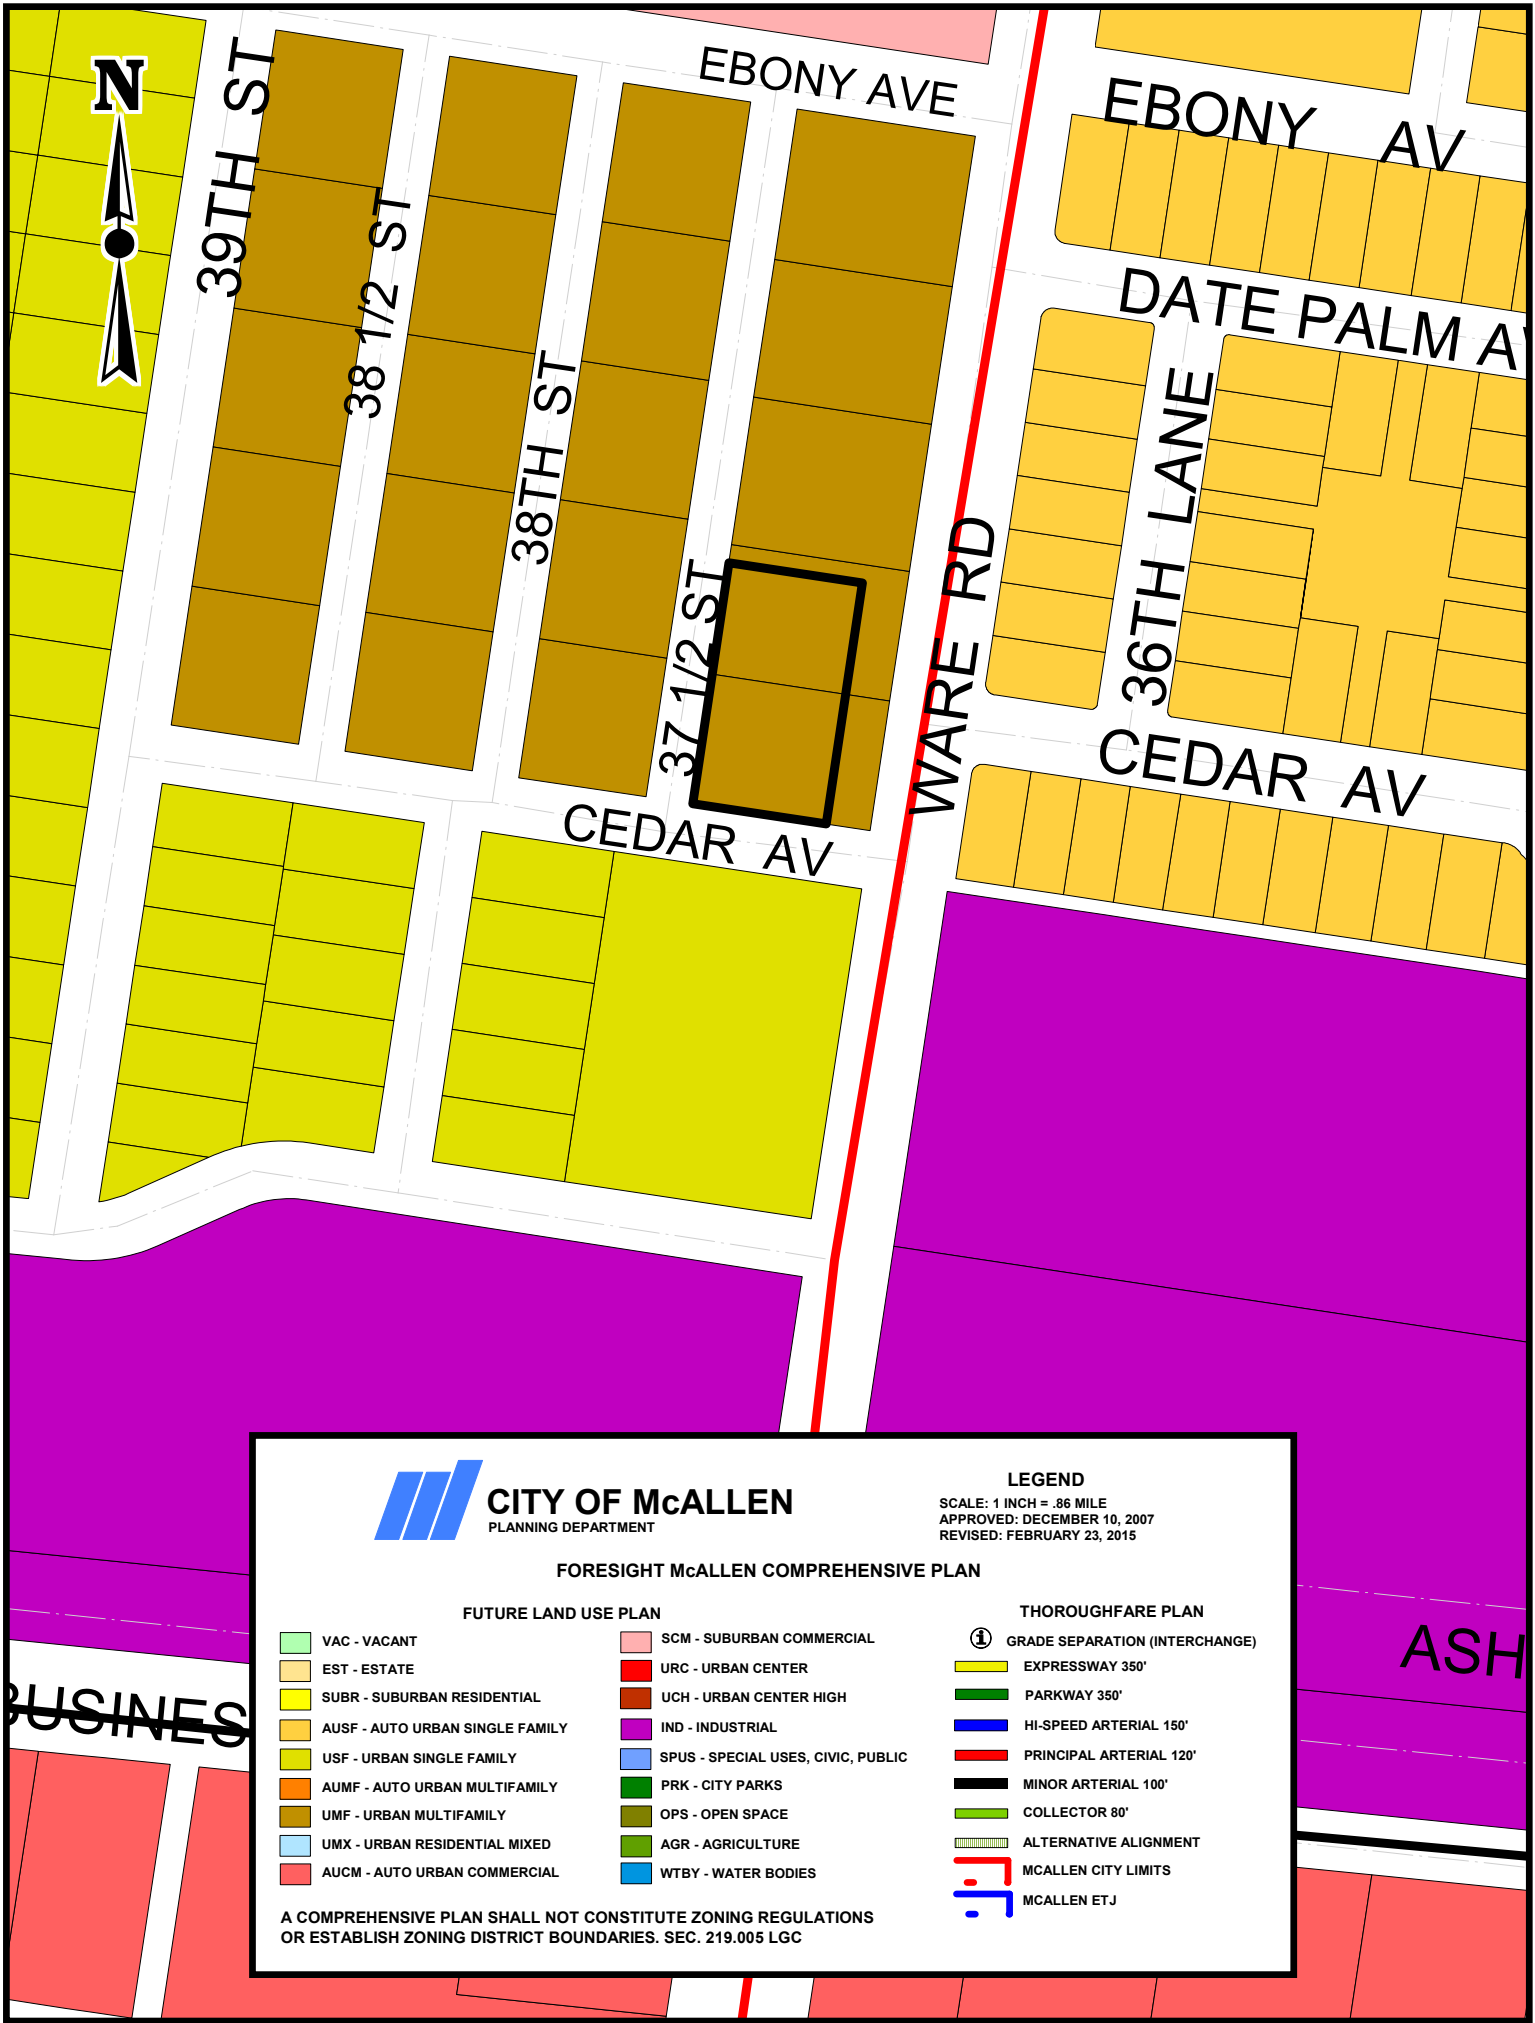 N
39TH ST
38 1/2 ST
38TH ST
37 1/2 ST
EBONY AVE
EBONY AV
DATE PALM AV
36TH LANE
WARE RD
CEDAR AV
CEDAR AV
BUSINES
ASH
CITY OF McALLEN
PLANNING DEPARTMENT
LEGEND
SCALE: 1 INCH = .86 MILE
APPROVED: DECEMBER 10, 2007
REVISED: FEBRUARY 23, 2015
FORESIGHT McALLEN COMPREHENSIVE PLAN
FUTURE LAND USE PLAN
VAC - VACANT
EST - ESTATE
SUBR - SUBURBAN RESIDENTIAL
AUSF - AUTO URBAN SINGLE FAMILY
USF - URBAN SINGLE FAMILY
AUMF - AUTO URBAN MULTIFAMILY
UMF - URBAN MULTIFAMILY
UMX - URBAN RESIDENTIAL MIXED
AUCM - AUTO URBAN COMMERCIAL
SCM - SUBURBAN COMMERCIAL
URC - URBAN CENTER
UCH - URBAN CENTER HIGH
IND - INDUSTRIAL
SPUS - SPECIAL USES, CIVIC, PUBLIC
PRK - CITY PARKS
OPS - OPEN SPACE
AGR - AGRICULTURE
WTBY - WATER BODIES
THOROUGHFARE PLAN
GRADE SEPARATION (INTERCHANGE)
EXPRESSWAY 350'
PARKWAY 350'
HI-SPEED ARTERIAL 150'
PRINCIPAL ARTERIAL 120'
MINOR ARTERIAL 100'
COLLECTOR 80'
ALTERNATIVE ALIGNMENT
MCALLEN CITY LIMITS
MCALLEN ETJ
A COMPREHENSIVE PLAN SHALL NOT CONSTITUTE ZONING REGULATIONS
OR ESTABLISH ZONING DISTRICT BOUNDARIES. SEC. 219.005 LGC